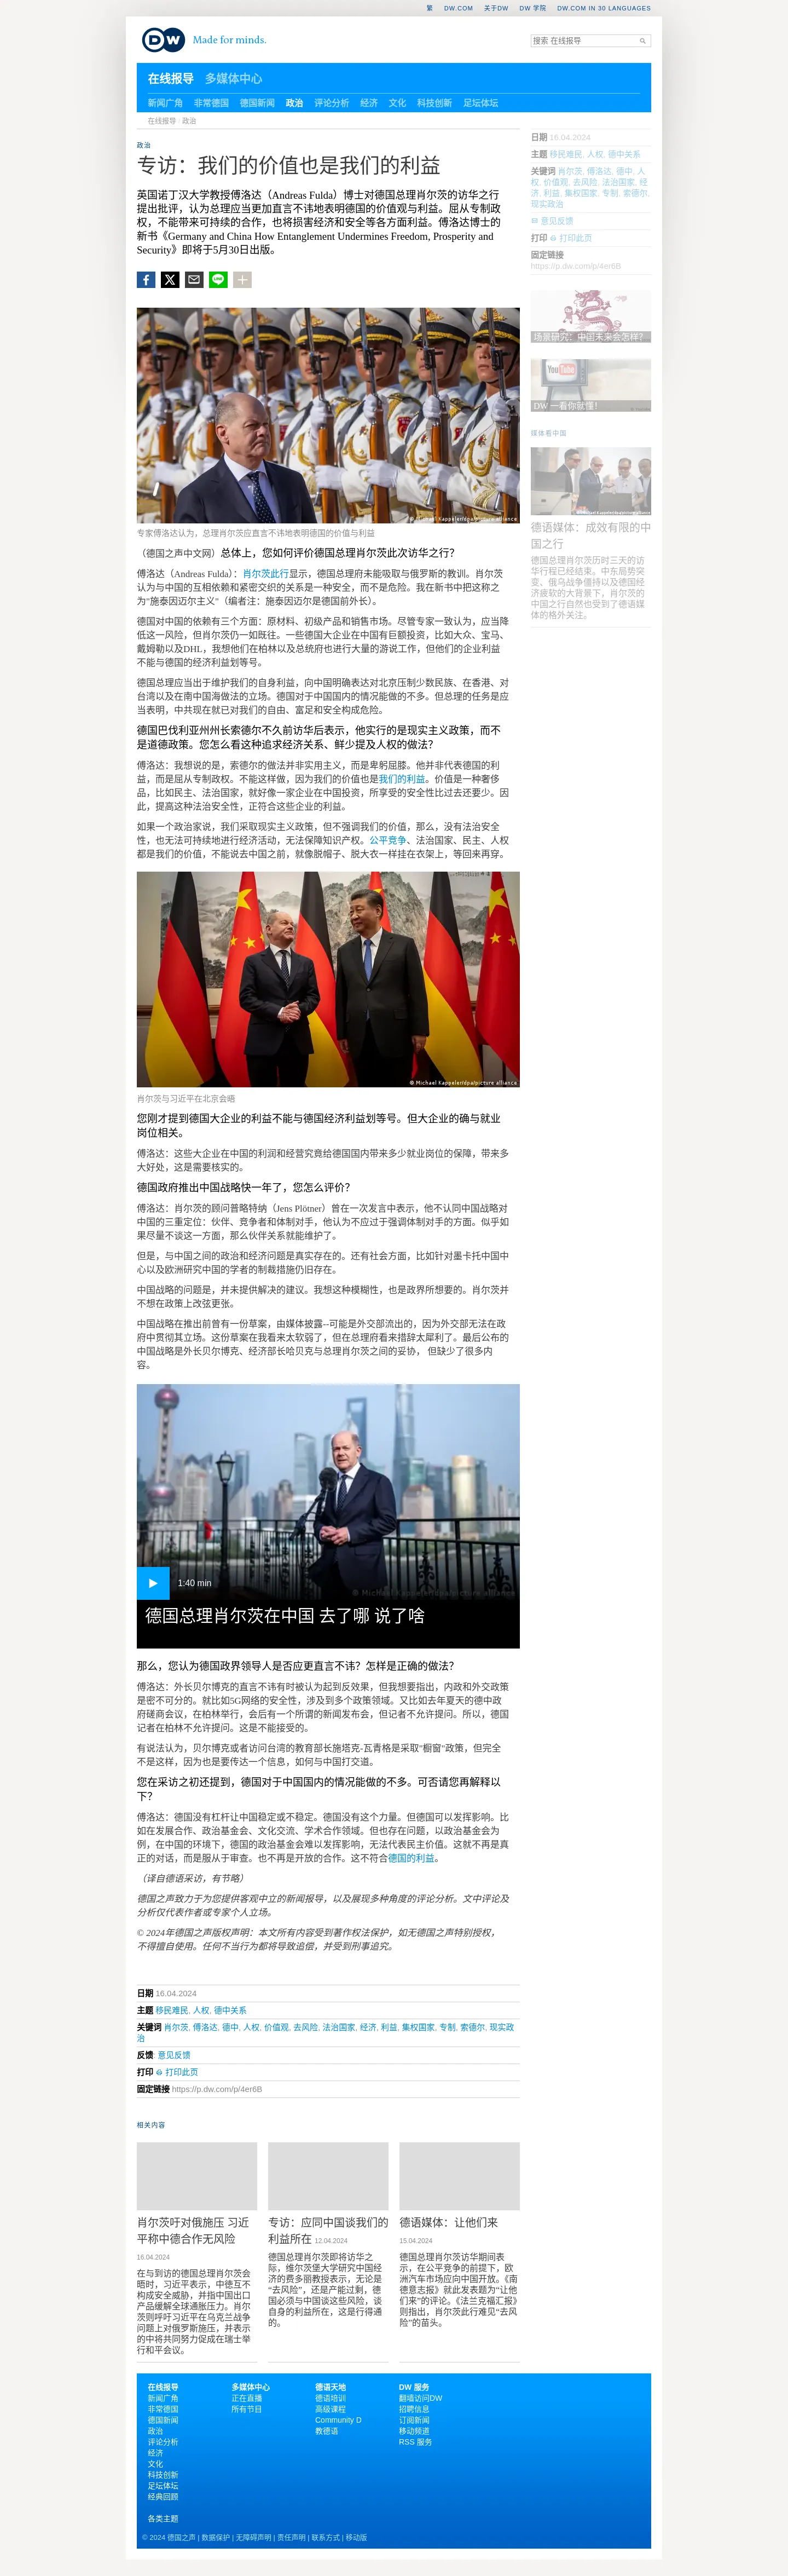 繁 DW.COM 关于DW DW 学院 DW.COM IN 30 LANGUAGES
DW Made for minds.
搜索 在线报导
在线报导 多媒体中心
新闻广角 非常德国 德国新闻 政治 评论分析 经济 文化 科技创新 足坛体坛
在线报导 / 政治
政治
专访：我们的价值也是我们的利益
英国诺丁汉大学教授傅洛达（Andreas Fulda）博士对德国总理肖尔茨的访华之行
提出批评，认为总理应当更加直言不讳地表明德国的价值观与利益。屈从专制政
权，不能带来可持续的合作，也将损害经济和安全等各方面利益。傅洛达博士的
新书《Germany and China How Entanglement Undermines Freedom, Prosperity and
Security》即将于5月30日出版。
© Michael Kappeler/dpa/picture alliance
专家傅洛达认为，总理肖尔茨应直言不讳地表明德国的价值与利益
（德国之声中文网）总体上，您如何评价德国总理肖尔茨此次访华之行？
傅洛达（Andreas Fulda）：肖尔茨此行显示，德国总理府未能吸取与俄罗斯的教训。肖尔茨
认为与中国的互相依赖和紧密交织的关系是一种安全，而不是危险。我在新书中把这称之
为"施泰因迈尔主义"（编者注：施泰因迈尔是德国前外长）。
德国对中国的依赖有三个方面：原材料、初级产品和销售市场。尽管专家一致认为，应当降
低这一风险，但肖尔茨仍一如既往。一些德国大企业在中国有巨额投资，比如大众、宝马、
戴姆勒以及DHL，我想他们在柏林以及总统府也进行大量的游说工作，但他们的企业利益
不能与德国的经济利益划等号。
德国总理应当出于维护我们的自身利益，向中国明确表达对北京压制少数民族、在香港、对
台湾以及在南中国海做法的立场。德国对于中国国内的情况能做的不多。但总理的任务是应
当表明，中共现在就已对我们的自由、富足和安全构成危险。
德国巴伐利亚州州长索德尔不久前访华后表示，他实行的是现实主义政策，而不
是道德政策。您怎么看这种追求经济关系、鲜少提及人权的做法？
傅洛达：我想说的是，索德尔的做法并非实用主义，而是卑躬屈膝。他并非代表德国的利
益，而是屈从专制政权。不能这样做，因为我们的价值也是我们的利益。价值是一种奢侈
品，比如民主、法治国家，就好像一家企业在中国投资，所享受的安全性比过去还要少。因
此，提高这种法治安全性，正符合这些企业的利益。
如果一个政治家说，我们采取现实主义政策，但不强调我们的价值，那么，没有法治安全
性，也无法可持续地进行经济活动，无法保障知识产权。公平竞争、法治国家、民主、人权
都是我们的价值，不能说去中国之前，就像脱帽子、脱大衣一样挂在衣架上，等回来再穿。
© Michael Kappeler/dpa/picture alliance
肖尔茨与习近平在北京会晤
您刚才提到德国大企业的利益不能与德国经济利益划等号。但大企业的确与就业
岗位相关。
傅洛达：这些大企业在中国的利润和经营究竟给德国国内带来多少就业岗位的保障，带来多
大好处，这是需要核实的。
德国政府推出中国战略快一年了，您怎么评价？
傅洛达：肖尔茨的顾问普略特纳（Jens Plötner）曾在一次发言中表示，他不认同中国战略对
中国的三重定位：伙伴、竞争者和体制对手，他认为不应过于强调体制对手的方面。似乎如
果尽量不谈这一方面，那么伙伴关系就能维护了。
但是，与中国之间的政治和经济问题是真实存在的。还有社会方面，比如针对墨卡托中国中
心以及欧洲研究中国的学者的制裁措施仍旧存在。
中国战略的问题是，并未提供解决的建议。我想这种模糊性，也是政界所想要的。肖尔茨并
不想在政策上改弦更张。
中国战略在推出前曾有一份草案，由媒体披露--可能是外交部流出的，因为外交部无法在政
府中贯彻其立场。这份草案在我看来太软弱了，但在总理府看来措辞太犀利了。最后公布的
中国战略是外长贝尔博克、经济部长哈贝克与总理肖尔茨之间的妥协， 但缺少了很多内
容。
© Michael Kappeler/dpa/picture alliance
1:40 min
德国总理肖尔茨在中国 去了哪 说了啥
那么，您认为德国政界领导人是否应更直言不讳？怎样是正确的做法？
傅洛达：外长贝尔博克的直言不讳有时被认为起到反效果，但我想要指出，内政和外交政策
是密不可分的。就比如5G网络的安全性，涉及到多个政策领域。又比如去年夏天的德中政
府磋商会议，在柏林举行，会后有一个所谓的新闻发布会，但记者不允许提问。所以，德国
记者在柏林不允许提问。这是不能接受的。
有说法认为，贝尔博克或者访问台湾的教育部长施塔克-瓦青格是采取"橱窗"政策，但完全
不是这样，因为也是要传达一个信息，如何与中国打交道。
您在采访之初还提到，德国对于中国国内的情况能做的不多。可否请您再解释以
下？
傅洛达：德国没有杠杆让中国稳定或不稳定。德国没有这个力量。但德国可以发挥影响。比
如在发展合作、政治基金会、文化交流、学术合作领域。但也存在问题，以政治基金会为
例，在中国的环境下，德国的政治基金会难以发挥影响，无法代表民主价值。这就不再是真
正的对话，而是服从于审查。也不再是开放的合作。这不符合德国的利益。
（译自德语采访，有节略）
德国之声致力于为您提供客观中立的新闻报导，以及展现多种角度的评论分析。文中评论及
分析仅代表作者或专家个人立场。
© 2024年德国之声版权声明：本文所有内容受到著作权法保护，如无德国之声特别授权，
不得擅自使用。任何不当行为都将导致追偿，并受到刑事追究。
日期 16.04.2024
主题 移民难民, 人权, 德中关系
关键词 肖尔茨, 傅洛达, 德中, 人权, 价值观, 去风险, 法治国家, 经济, 利益, 集权国家, 专制, 索德尔, 现实政
治
反馈: 意见反馈
打印 打印此页
固定链接 https://p.dw.com/p/4er6B
相关内容
肖尔茨吁对俄施压 习近
平称中德合作无风险
16.04.2024
在与到访的德国总理肖尔茨会
晤时，习近平表示，中德互不
构成安全威胁，并指中国出口
产品缓解全球通胀压力。肖尔
茨则呼吁习近平在乌克兰战争
问题上对俄罗斯施压，并表示
的中将共同努力促成在瑞士举
行和平会议。
专访：应同中国谈我们的
利益所在 12.04.2024
德国总理肖尔茨即将访华之
际，维尔茨堡大学研究中国经
济的费多丽教授表示，无论是
“去风险”，还是产能过剩，德
国必须与中国谈这些风险，谈
自身的利益所在，这是行得通
的。
德语媒体：让他们来
15.04.2024
德国总理肖尔茨访华期间表
示，在公平竞争的前提下，欧
洲汽车市场应向中国开放。《南
德意志报》就此发表题为“让他
们来”的评论。《法兰克福汇报》
则指出，肖尔茨此行难见“去风
险”的苗头。
日期 16.04.2024
主题 移民难民, 人权, 德中关系
关键词 肖尔茨, 傅洛达, 德中, 人
权, 价值观, 去风险, 法治国家, 经
济, 利益, 集权国家, 专制, 索德尔,
现实政治
意见反馈
打印 打印此页
固定链接
https://p.dw.com/p/4er6B
场景研究：中国未来会怎样？
YouTube
DW 一看你就懂！
媒体看中国
© Michael Kappeler/dpa/picture alliance
德语媒体：成效有限的中
国之行
德国总理肖尔茨历时三天的访
华行程已经结束。中东局势突
变、俄乌战争僵持以及德国经
济疲软的大背景下，肖尔茨的
中国之行自然也受到了德语媒
体的格外关注。
在线报导
新闻广角
非常德国
德国新闻
政治
评论分析
经济
文化
科技创新
足坛体坛
经典回顾
各类主题
多媒体中心
正在直播
所有节目
德语天地
德语培训
高级课程
Community D
教德语
DW 服务
翻墙访问DW
招聘信息
订阅新闻
移动频道
RSS 服务
© 2024 德国之声 | 数据保护 | 无障碍声明 | 责任声明 | 联系方式 | 移动版